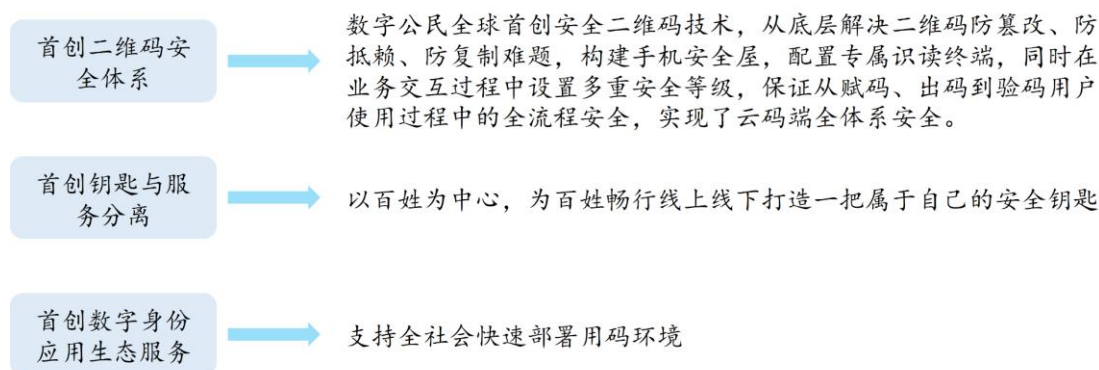 首创二维码安
全体系
数字公民全球首创安全二维码技术，从底层解决二维码防篡改、防
抵赖、防复制难题，构建手机安全屋，配置专属识读终端，同时在
业务交互过程中设置多重安全等级，保证从赋码、出码到验码用户
使用过程中的全流程安全，实现了云码端全体系安全。
首创钥匙与服
务分离
以百姓为中心，为百姓畅行线上线下打造一把属于自己的安全钥匙
首创数字身份
应用生态服务
支持全社会快速部署用码环境